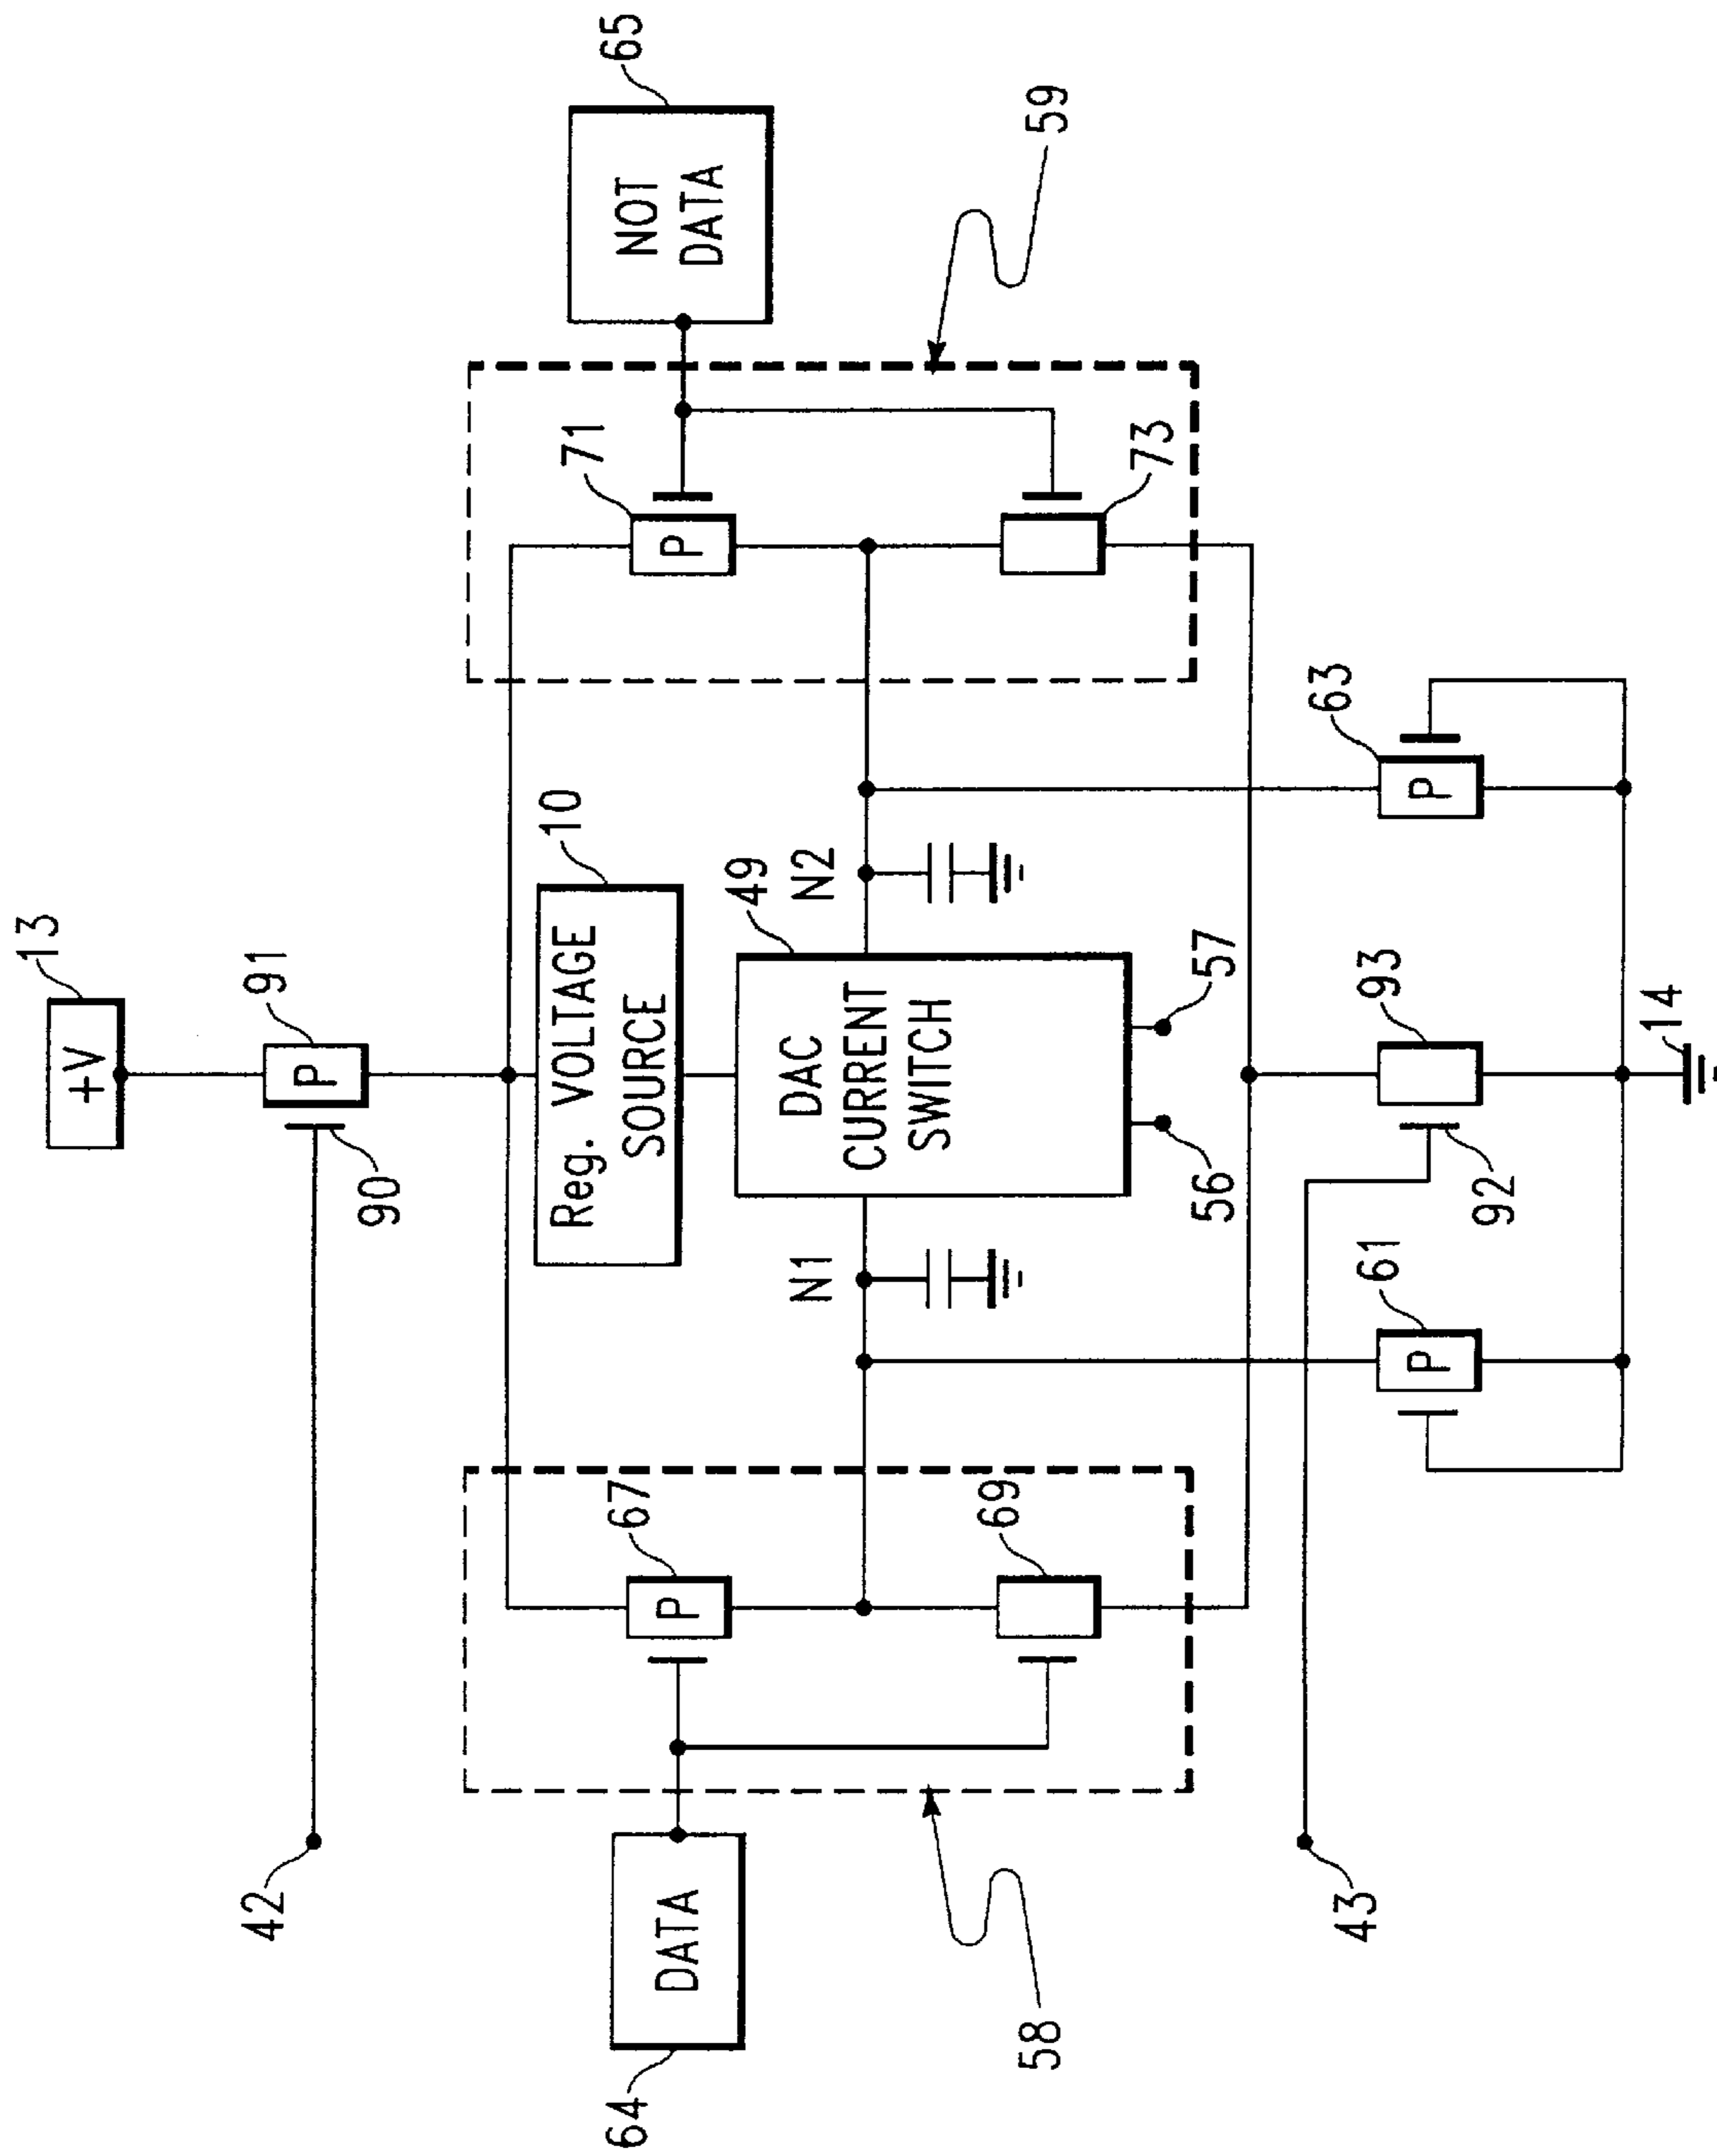 13
+V
91
P
90
42
10
Reg. VOLTAGE
SOURCE
49
DAC
CURRENT
SWITCH
N1
N2
56
57
64
DATA
58
67
P
69
65
NOT
DATA
59
71
P
73
43
61
P
92
93
63
P
14